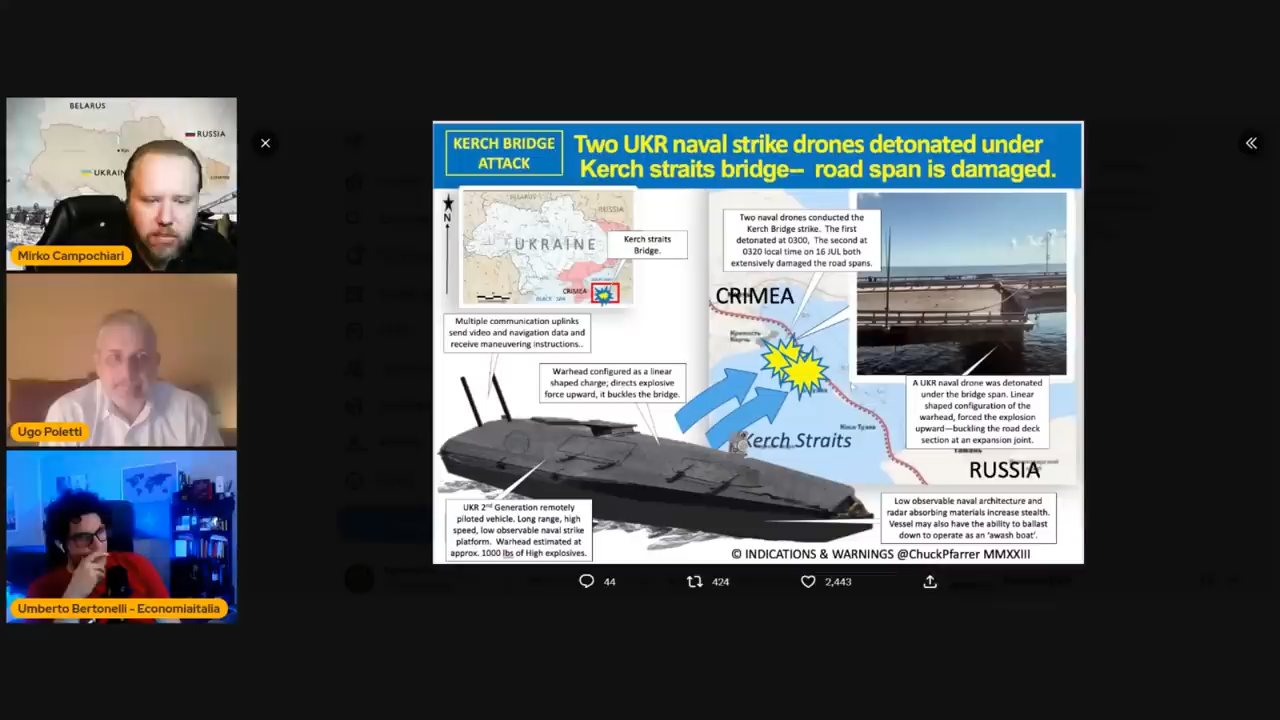 BELARUS
RUSSIA
UKRAIN
Mirko Campochiari
Ugo Poletti
Umberto Bertonelli - Economiaitalia
KERCH BRIDGE
ATTACK
Two UKR naval strike drones detonated under
Kerch straits bridge– road span is damaged.
N
BELARUS
RUSSIA
UKRAINE
Kerch straits
Bridge.
CRIMEA
BLACK SEA
Multiple communication uplinks
send video and navigation data and
receive maneuvering instructions..
Warhead configured as a linear
shaped charge; directs explosive
force upward, it buckles the bridge.
Two naval drones conducted the
Kerch Bridge strike. The first
detonated at 0300, The second at
0320 local time on 16 JUL both
extensively damaged the road spans.
CRIMEA
Kerch Straits
RUSSIA
A UKR naval drone was detonated
under the bridge span. Linear
shaped configuration of the
warhead, forced the explosion
upward—buckling the road deck
section at an expansion joint.
UKR 2nd Generation remotely
piloted vehicle. Long range, high
speed, low observable naval strike
platform. Warhead estimated at
approx. 1000 lbs of High explosives.
Low observable naval architecture and
radar absorbing materials increase stealth.
Vessel may also have the ability to ballast
down to operate as an 'awash boat'.
© INDICATIONS & WARNINGS @ChuckPfarrer MMXXIII
44
424
2,443